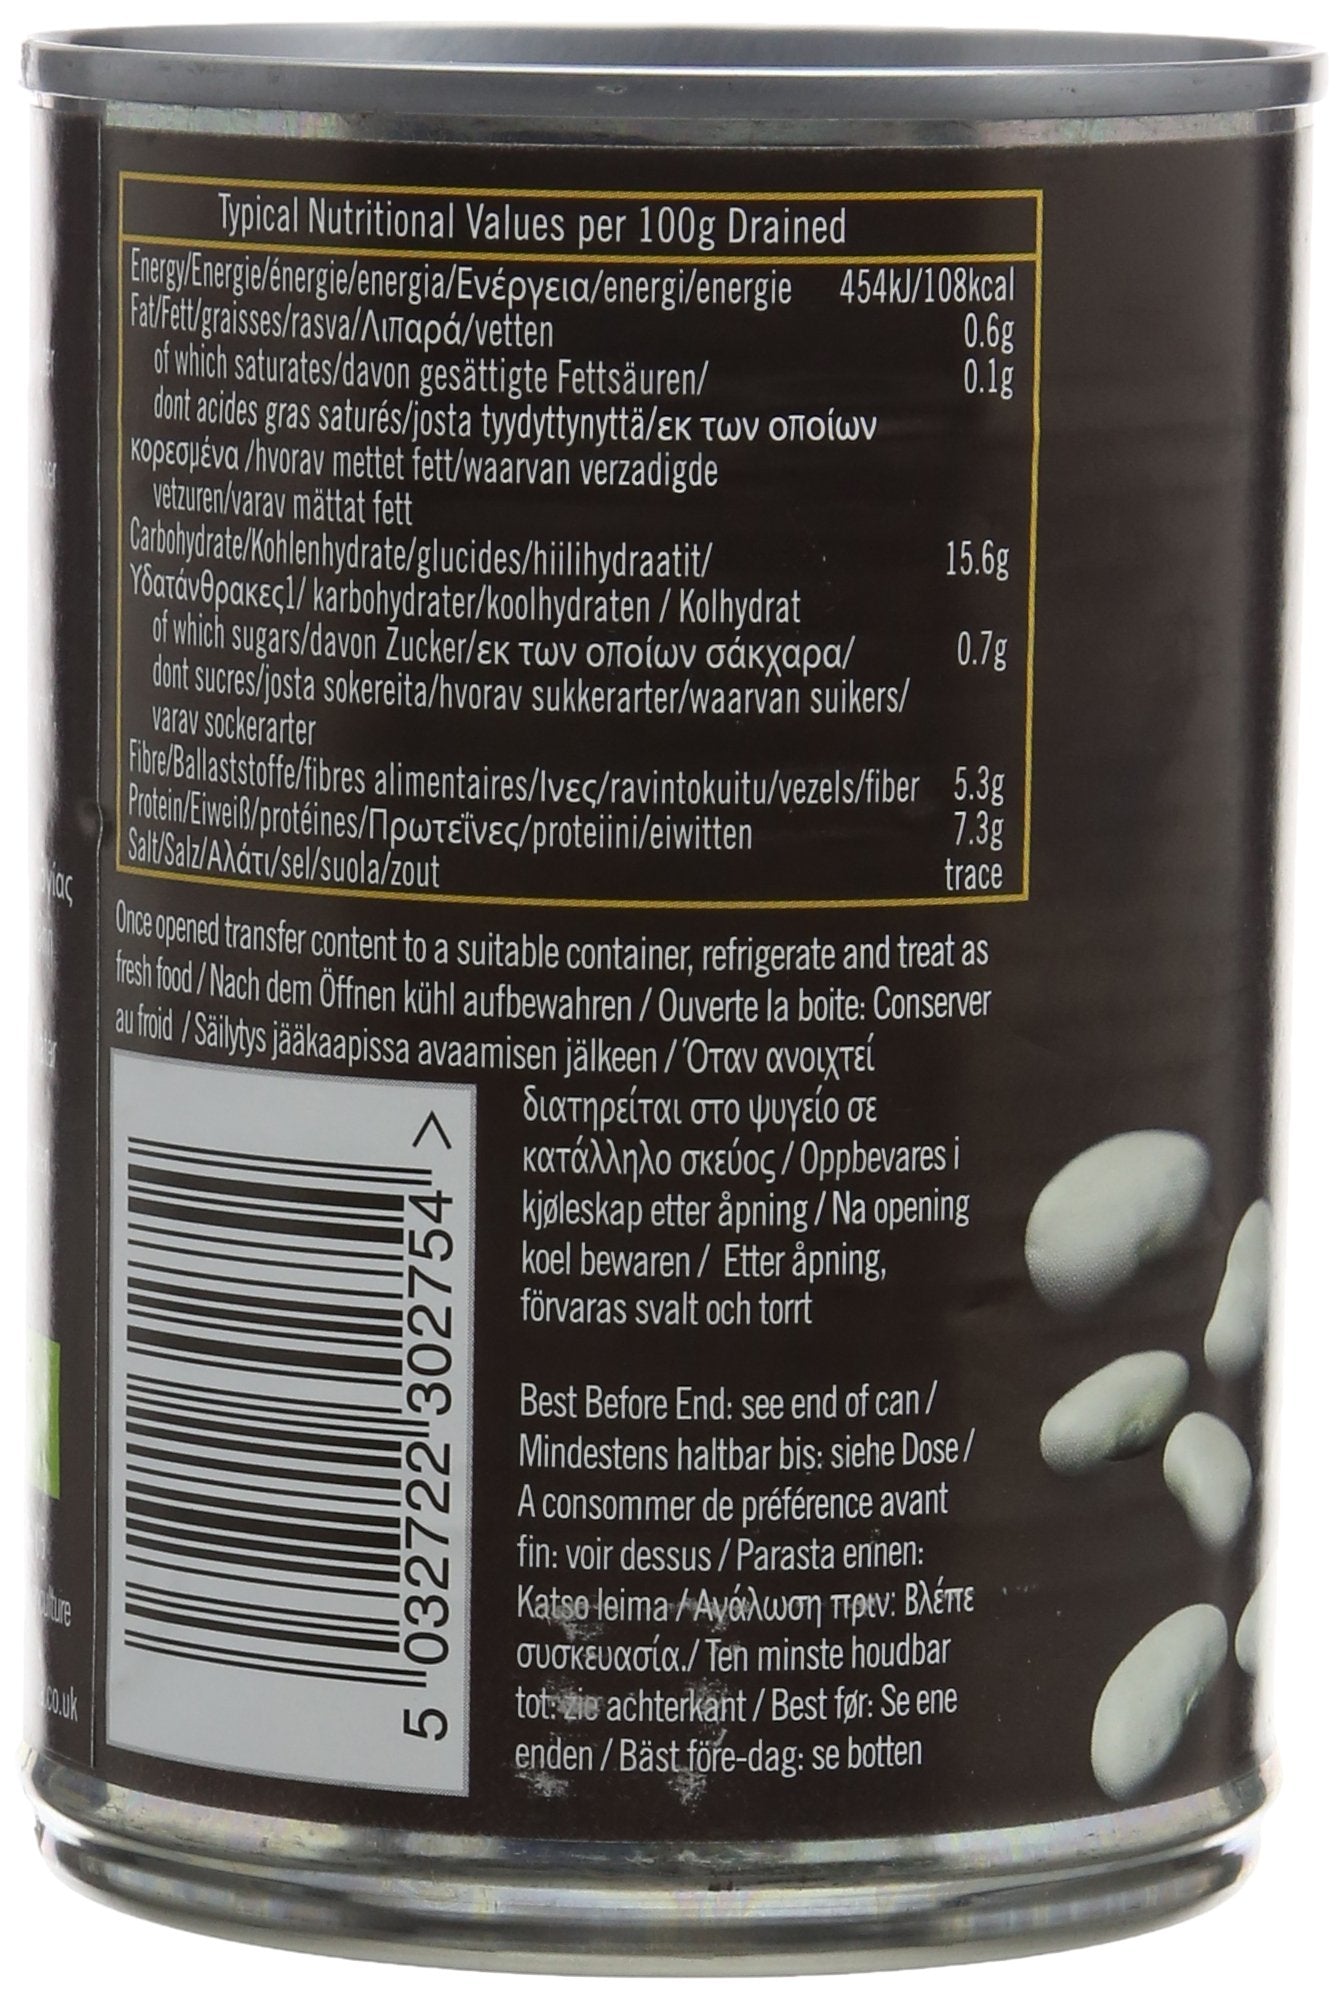 Typical Nutritional Values per 100g Drained
Energy/Energie/énergie/energia/Ενέργεια/energi/energie 454kJ/108kcal
Fat/Fett/graisses/rasva/Λιπαρά/vetten 0.6g
of which saturates/davon gesättigte Fettsäuren/ 0.1g
dont acides gras saturés/josta tyydyttynyttä/εκ των οποίων
κορεσμένα /hvorav mettet fett/waarvan verzadigde
vetzuren/varav mättat fett
Carbohydrate/Kohlenhydrate/glucides/hiilihydraatit/ 15.6g
Υδατάνθρακες1/ karbohydrater/koolhydraten / Kolhydrat
of which sugars/davon Zucker/εκ των οποίων σάκχαρα/ 0.7g
dont sucres/josta sokereita/hvorav sukkerarter/waarvan suikers/
varav sockerarter
Fibre/Ballaststoffe/fibres alimentaires/Ινες/ravintokuitu/vezels/fiber 5.3g
Protein/Eiweiß/protéines/Πρωτεΐνες/proteiini/eiwitten 7.3g
Salt/Salz/Αλάτι/sel/suola/zout trace
Once opened transfer content to a suitable container, refrigerate and treat as
fresh food / Nach dem Öffnen kühl aufbewahren / Ouverte la boite: Conserver
au froid / Säilytys jääkaapissa avaamisen jälkeen / Όταν ανοιχτεί
διατηρείται στο ψυγείο σε
κατάλληλο σκεύος / Oppbevares i
kjøleskap etter åpning / Na opening
koel bewaren / Etter åpning,
förvaras svalt och torrt
Best Before End: see end of can /
Mindestens haltbar bis: siehe Dose /
A consommer de préférence avant
fin: voir dessus / Parasta ennen:
Katso leima / Ανάλωση πριν: Βλέπε
συσκευασία./ Ten minste houdbar
tot: zie achterkant / Best før: Se ene
enden / Bäst före-dag: se botten
5 032722 302754 >
.co.uk